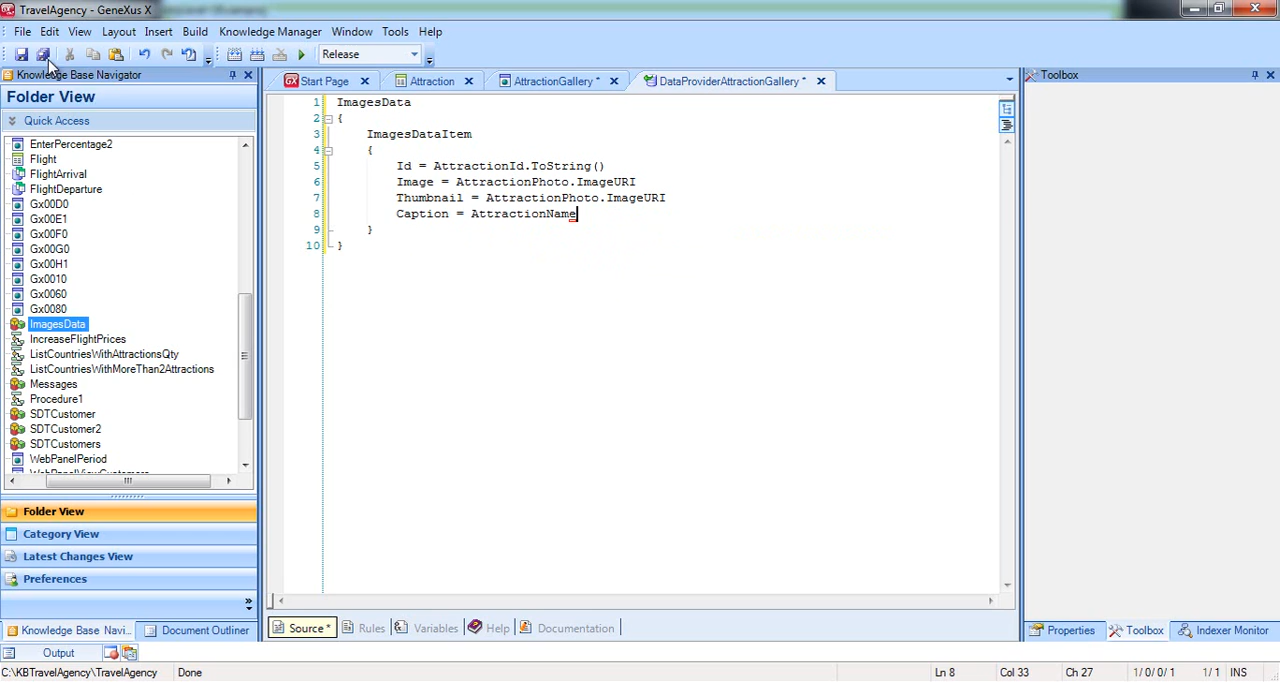 TravelAgency - GeneXus X
File Edit View Layout Insert Build Knowledge Manager Window Tools Help
Release
Knowledge Base Navigator
Folder View
Quick Access
EnterPercentage2
Flight
FlightArrival
FlightDeparture
Gx00D0
Gx00E1
Gx00F0
Gx00G0
Gx00H1
Gx0010
Gx0060
Gx0080
ImagesData
IncreaseFlightPrices
ListCountriesWithAttractionsQty
ListCountriesWithMoreThan2Attractions
Messages
Procedure1
SDTCustomer
SDTCustomer2
SDTCustomers
WebPanelPeriod
WebPanelViewCustomers
Folder View
Category View
Latest Changes View
Preferences
Knowledge Base Navi... Document Outliner
Start Page Attraction AttractionGallery * DataProviderAttractionGallery *
1 ImagesData
2 {
3 ImagesDataItem
4 {
5 Id = AttractionId.ToString()
6 Image = AttractionPhoto.ImageURI
7 Thumbnail = AttractionPhoto.ImageURI
8 Caption = AttractionName
9 }
10 }
Source * Rules Variables Help Documentation
Toolbox
Properties Toolbox Indexer Monitor
Output
C:\KBTravelAgency\TravelAgency Done Ln 8 Col 33 Ch 27 1/0/0/1 1/1 INS